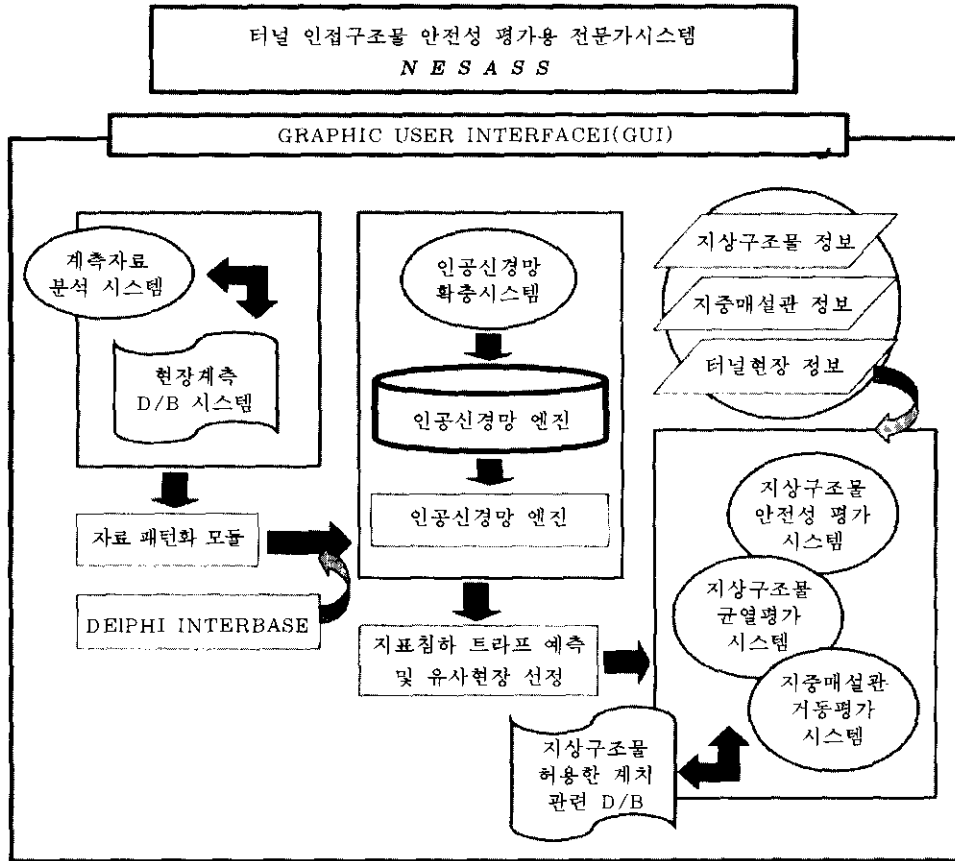 터널 인접구조물 안전성 평가용 전문가시스템
N E S A S S
GRAPHIC USER INTERFACEI(GUI)
계측자료
분석 시스템
현장계측
D/B 시스템
자료 패턴화 모듈
DElPHI INTERBASE
인공신경망
확충시스템
인공신경망 엔진
인공신경망 엔진
지표침하 트라프 예측
및 유사현장 선정
지상구조물 정보
지중매설관 정보
터널현장 정보
지상구조물
안전성 평가
시스템
지상구조물
균열평가
시스템
지중매설관
거동평가
시스템
지상구조물
허용한 계치
관련 D/B